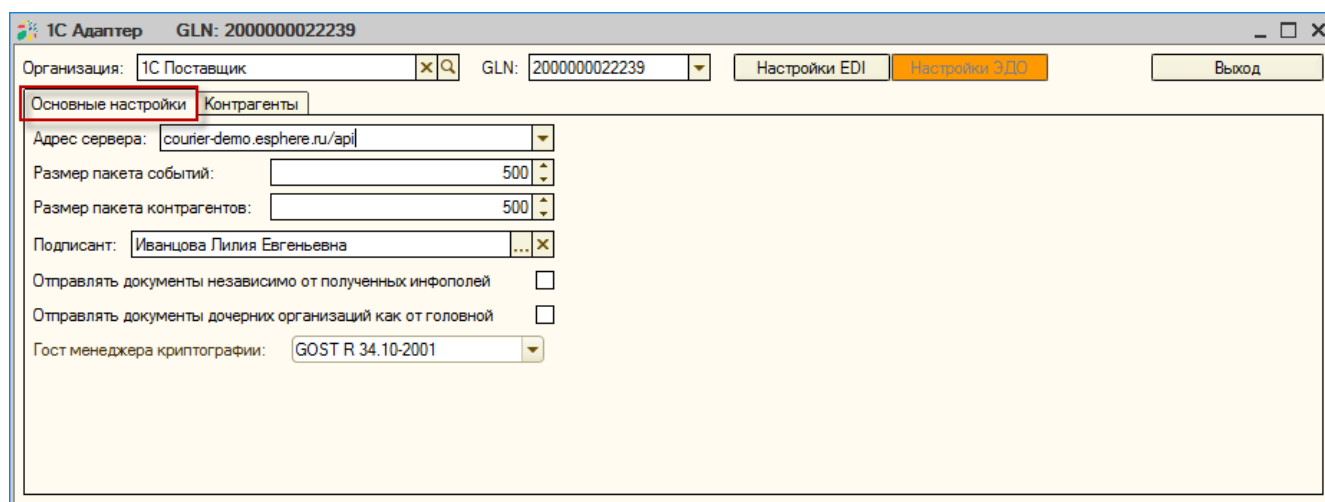 1С Адаптер GLN: 2000000022239
Организация: 1С Поставщик GLN: 2000000022239 Настройки EDI Настройки ЭДО Выход
Основные настройки Контрагенты
Адрес сервера: courier-demo.esphere.ru/api
Размер пакета событий: 500
Размер пакета контрагентов: 500
Подписант: Иванцова Лилия Евгеньевна ...
Отправлять документы независимо от полученных инфополей
Отправлять документы дочерних организаций как от головной
Гост менеджера криптографии: GOST R 34.10-2001